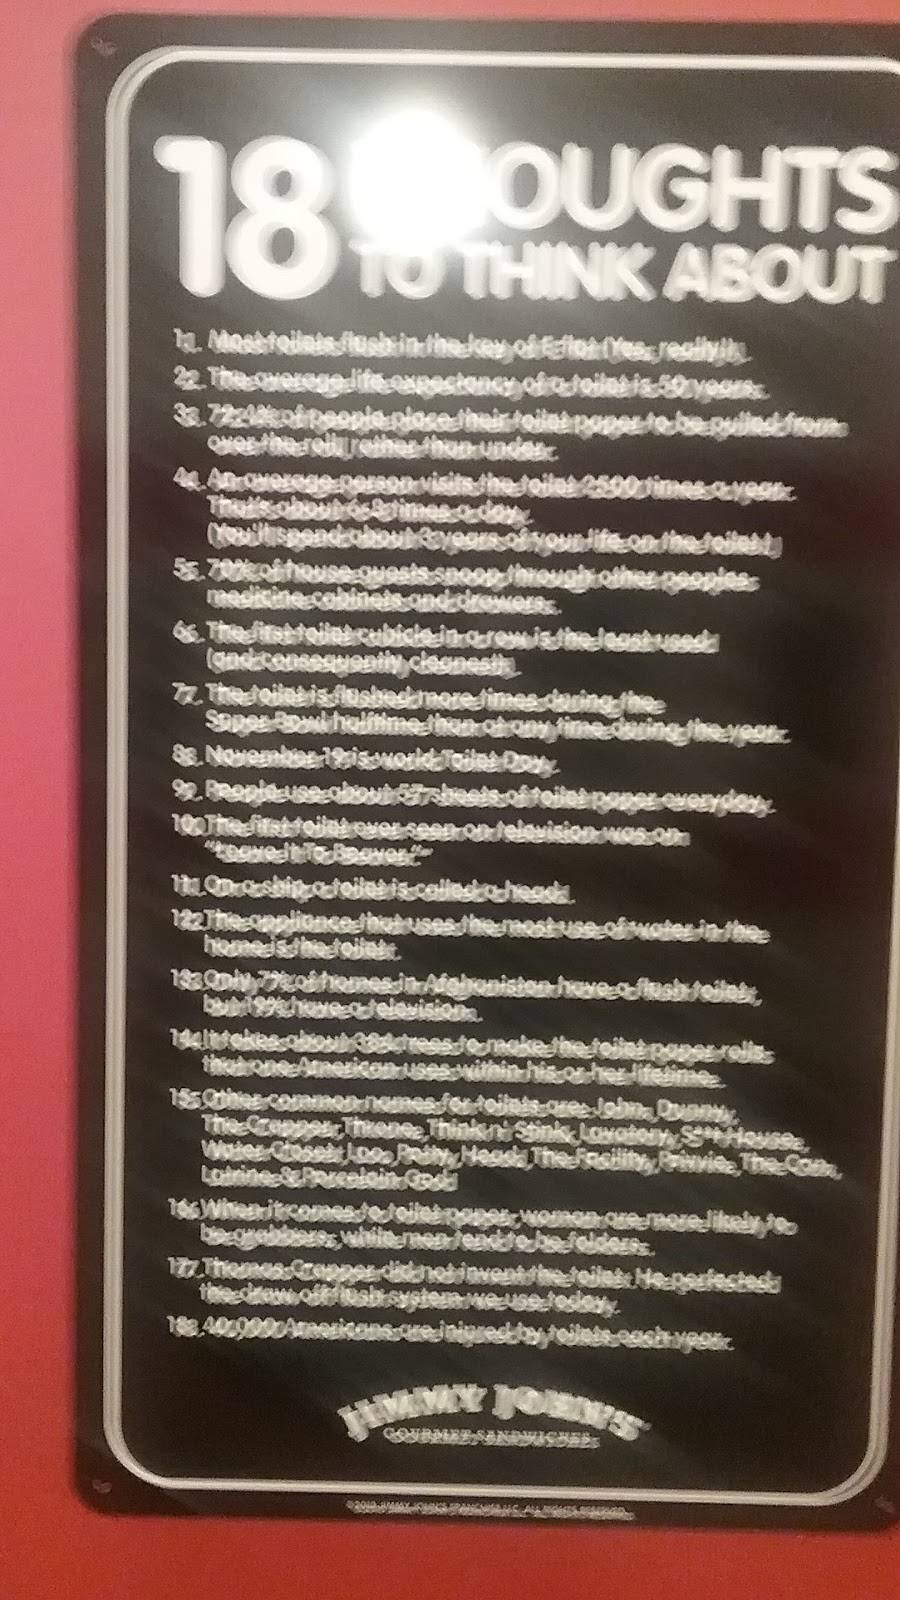 18 THOUGHTS
TO THINK ABOUT
1. Most toilets flush in the key of E flat (Yes, really!).
2. The average life expectancy of a toilet is 50 years.
3. 72.4% of people place their toilet paper to be pulled from
over the roll, rather than under.
4. An average person visits the toilet 2500 times a year.
That's about 6-8 times a day.
(You'll spend about 3 years of your life on the toilet!)
5. 70% of house guests snoop through other peoples
medicine cabinets and drawers.
6. The first toilet cubicle in a row is the least used
(and consequently cleanest!).
7. The toilet is flushed more times during the
Super Bowl halftime than at any time during the year.
8. November 19 is world Toilet Day.
9. People use about 57 sheets of toilet paper everyday.
10. The first toilet ever seen on television was on
"Leave It To Beaver."
11. On a ship a toilet is called a head.
12. The appliance that uses the most use of water in the
home is the toilet.
13. Only 7% of homes in Afghanistan have a flush toilet,
but 19% have a television.
14. It takes about 384 trees to make the toilet paper rolls
that one American uses within his or her lifetime.
15. Other common names for toilets are: John, Dunny,
The Crapper, Throne, Think n' Stink, Lavatory, S**t House,
Water Closet, Loo, Potty, Head, The Facility, Privvie, The Can,
Latrine & Porcelain God!
16. When it comes to toilet paper, woman are more likely to
be grabbers, while men tend to be folders.
17. Thomas Crapper did not invent the toilet. He perfected
the draw off flush system we use today.
18. 40,000 Americans are injured by toilets each year.
JIMMY JOHN'S
GOURMET SANDWICHES
JIMMY JOHN'S FRANCHISE LLC. ALL RIGHTS RESERVED.